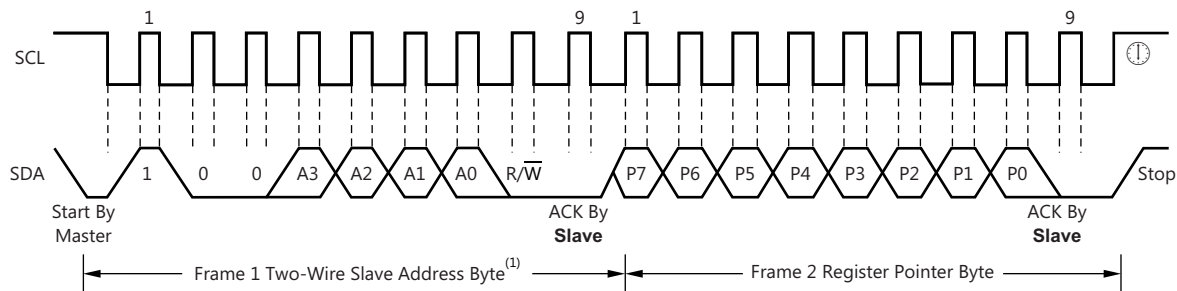 1 9 1 9
SCL
SDA 1 0 0 A3 A2 A1 A0 R/W̅ P7 P6 P5 P4 P3 P2 P1 P0 Stop
Start By ACK By ACK By
Master Slave Slave
Frame 1 Two-Wire Slave Address Byte(1) Frame 2 Register Pointer Byte